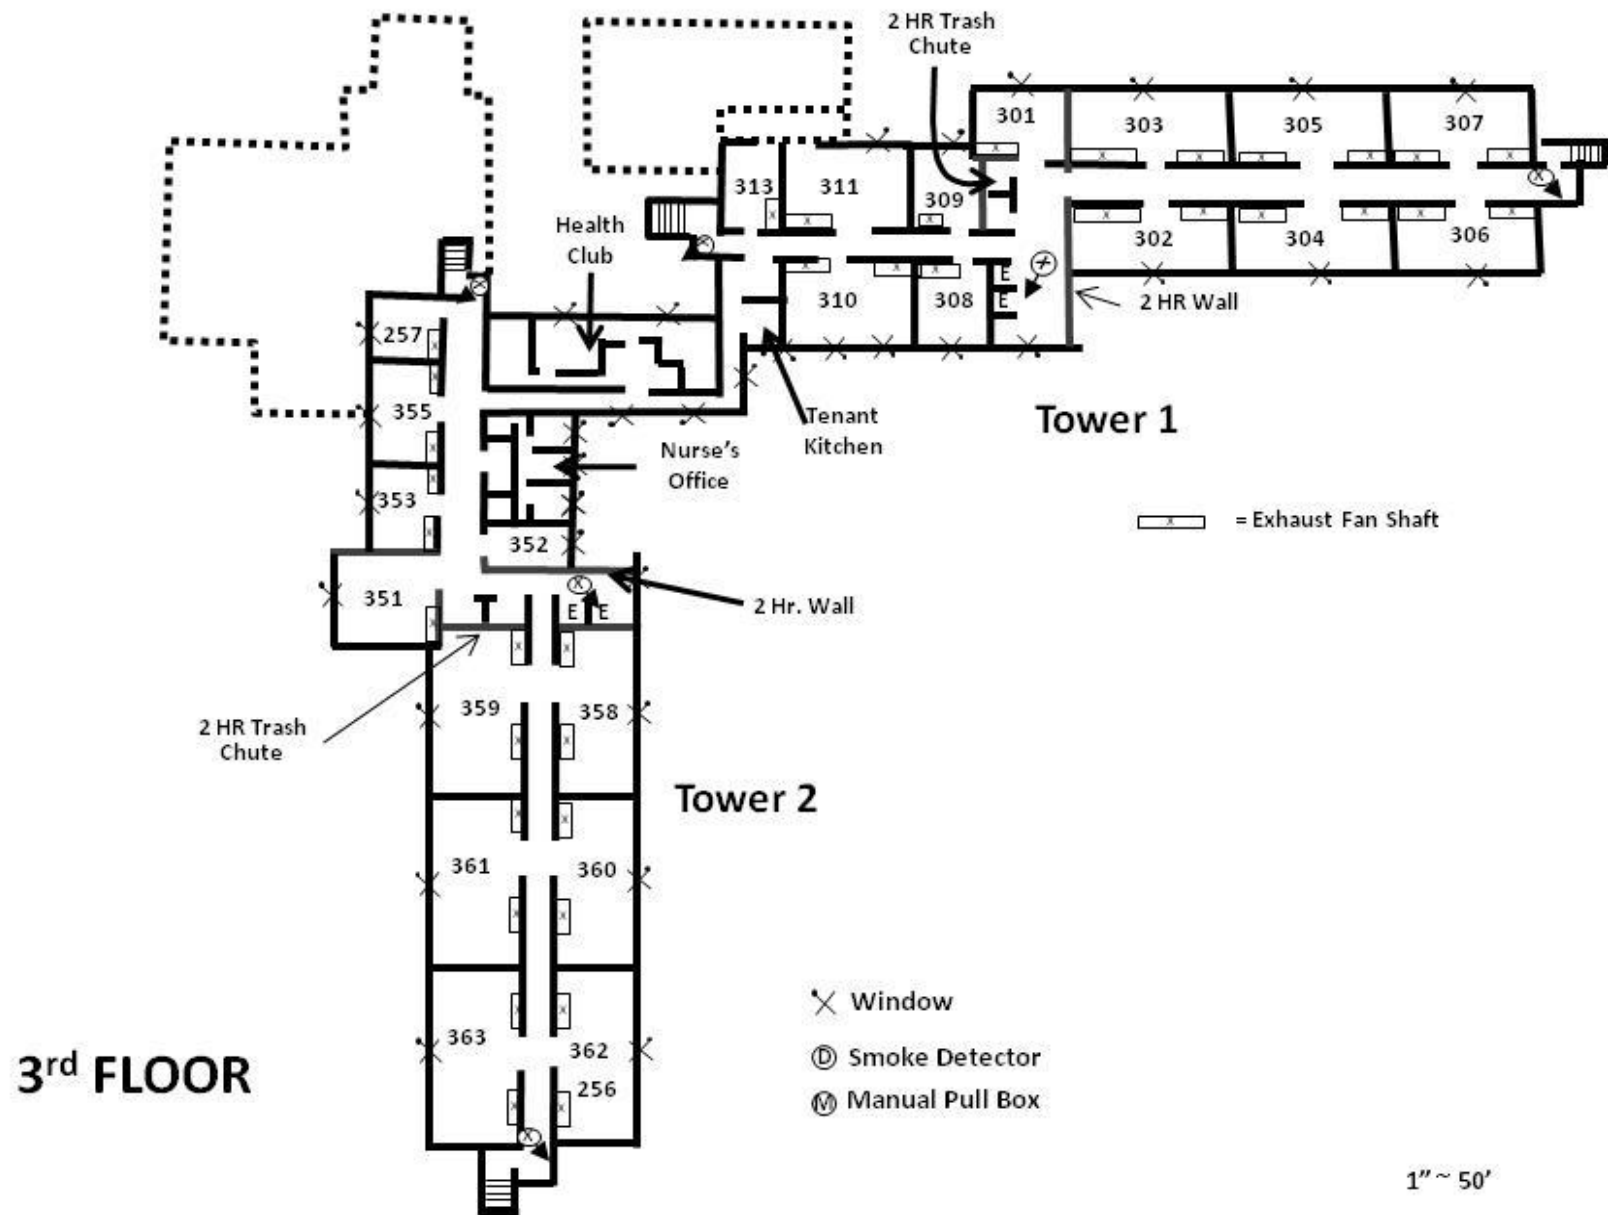 2 HR Trash
Chute
301
303
305
307
313
311
309
Health
Club
302
304
306
E
E
310
308
2 HR Wall
257
355
Tenant
Kitchen
Tower 1
Nurse's
Office
353
352
= Exhaust Fan Shaft
351
E E
2 Hr. Wall
359
358
2 HR Trash
Chute
Tower 2
361
360
363
362
256
3rd FLOOR
Window
D Smoke Detector
M Manual Pull Box
1" ~ 50'